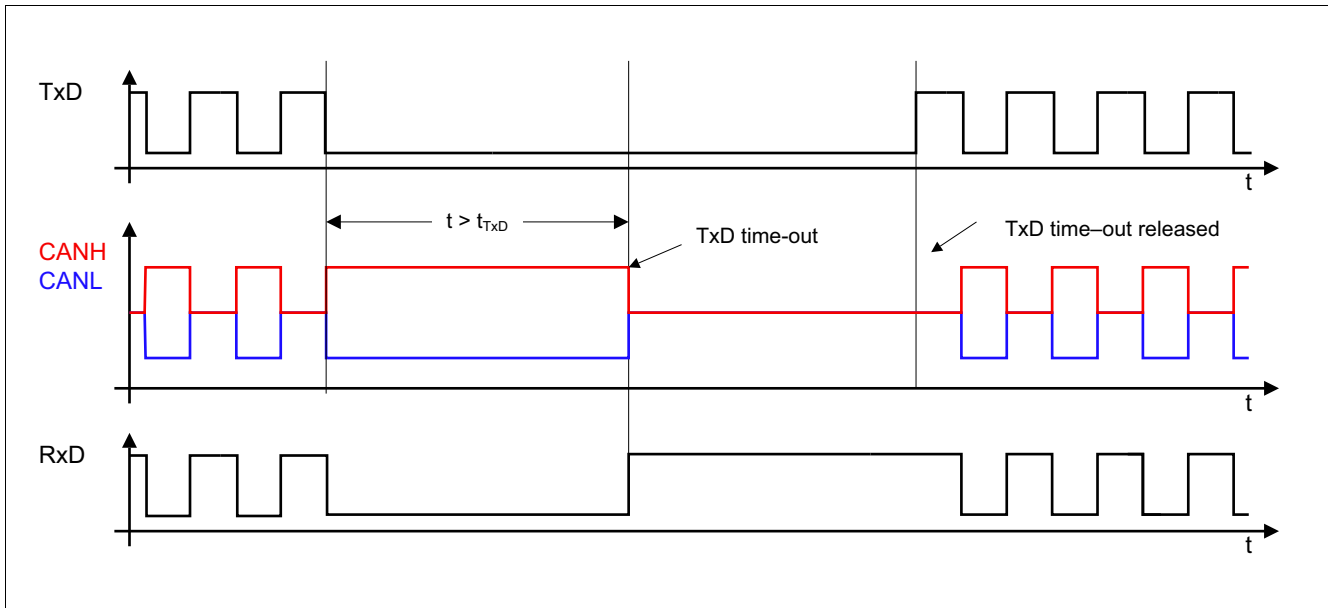 TxD
t
t > tTxD
TxD time-out
TxD time–out released
CANH
CANL
t
RxD
t